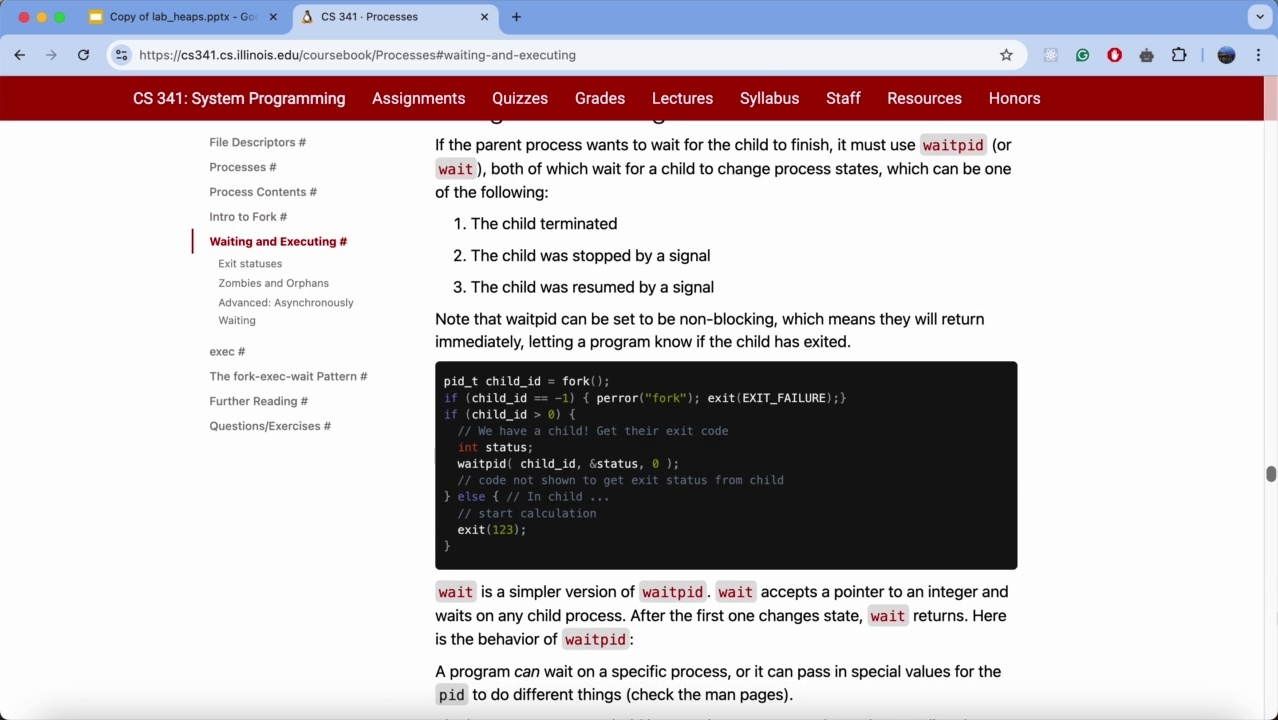 Copy of lab_heaps.pptx - Goo
CS 341 · Processes
https://cs341.cs.illinois.edu/coursebook/Processes#waiting-and-executing
CS 341: System Programming Assignments Quizzes Grades Lectures Syllabus Staff Resources Honors
File Descriptors #
Processes #
Process Contents #
Intro to Fork #
Waiting and Executing #
Exit statuses
Zombies and Orphans
Advanced: Asynchronously
Waiting
exec #
The fork-exec-wait Pattern #
Further Reading #
Questions/Exercises #
If the parent process wants to wait for the child to finish, it must use waitpid (or
wait ), both of which wait for a child to change process states, which can be one
of the following:
1. The child terminated
2. The child was stopped by a signal
3. The child was resumed by a signal
Note that waitpid can be set to be non-blocking, which means they will return
immediately, letting a program know if the child has exited.
pid_t child_id = fork();
if (child_id == -1) { perror("fork"); exit(EXIT_FAILURE);}
if (child_id > 0) {
// We have a child! Get their exit code
int status;
waitpid( child_id, &status, 0 );
// code not shown to get exit status from child
} else { // In child ...
// start calculation
exit(123);
}
wait is a simpler version of waitpid. wait accepts a pointer to an integer and
waits on any child process. After the first one changes state, wait returns. Here
is the behavior of waitpid:
A program can wait on a specific process, or it can pass in special values for the
pid to do different things (check the man pages).